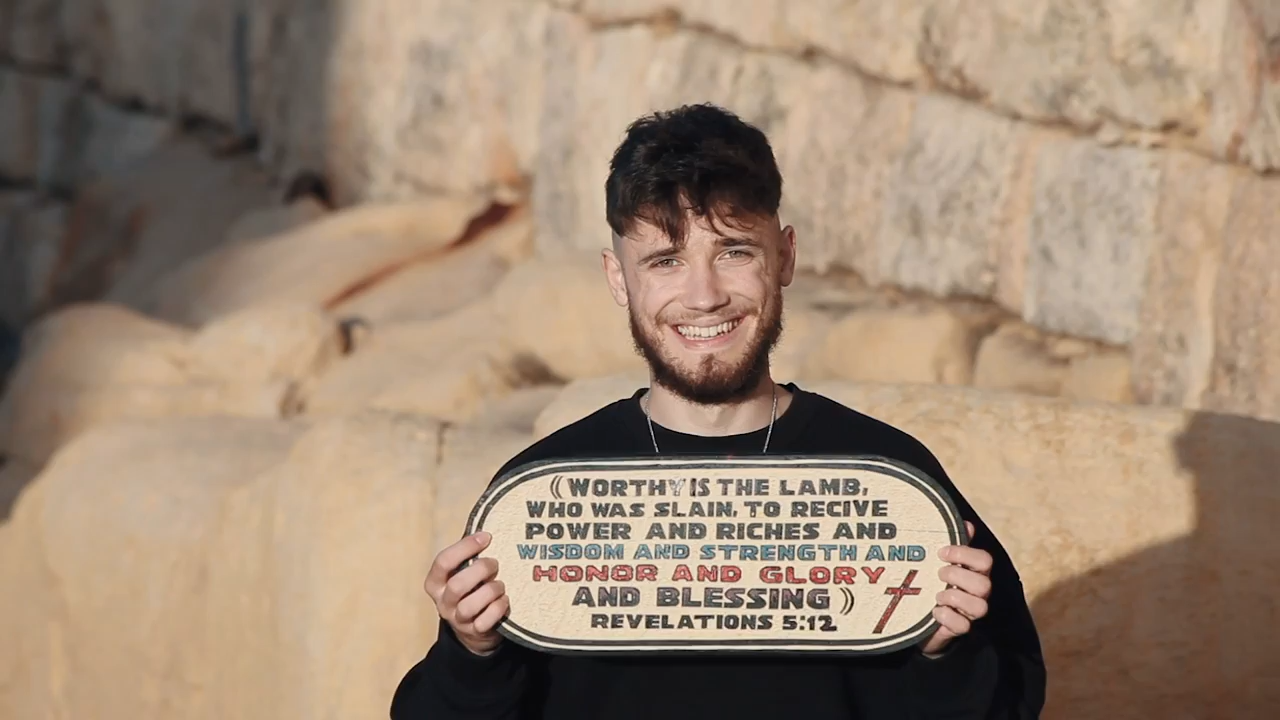 (WORTHY IS THE LAMB,
WHO WAS SLAIN. TO RECIVE
POWER AND RICHES AND
WISDOM AND STRENGTH AND
HONOR AND GLORY
AND BLESSING)
REVELATIONS 5:12